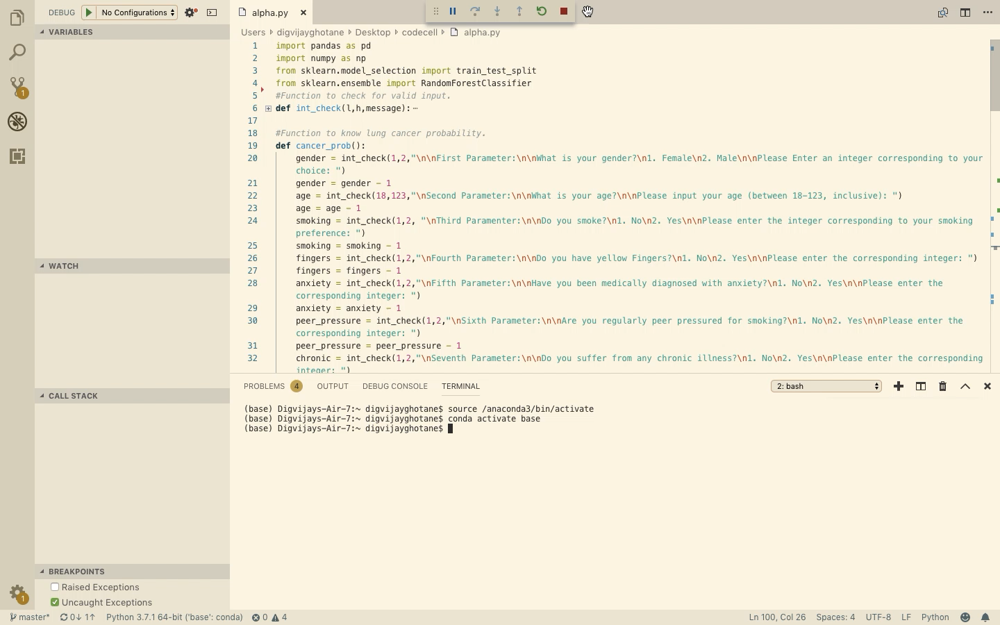 DEBUG No Configurations
alpha.py
VARIABLES
WATCH
CALL STACK
BREAKPOINTS
Raised Exceptions
Uncaught Exceptions
1
1
Users digvijayghotane Desktop codecell alpha.py
1 import pandas as pd
2 import numpy as np
3 from sklearn.model_selection import train_test_split
4 from sklearn.ensemble import RandomForestClassifier
5 #Function to check for valid input.
6 def int_check(l,h,message):⋯
17
18 #Function to know lung cancer probability.
19 def cancer_prob():
20 gender = int_check(1,2,"\n\nFirst Parameter:\n\nWhat is your gender?\n1. Female\n2. Male\n\nPlease Enter an integer corresponding to your
choice: ")
21 gender = gender - 1
22 age = int_check(18,123,"\nSecond Parameter:\n\nWhat is your age?\n\nPlease input your age (between 18-123, inclusive): ")
23 age = age - 1
24 smoking = int_check(1,2, "\nThird Paramenter:\n\nDo you smoke?\n1. No\n2. Yes\n\nPlease enter the integer corresponding to your smoking
preference: ")
25 smoking = smoking - 1
26 fingers = int_check(1,2,"\nFourth Parameter:\n\nDo you have yellow Fingers?\n1. No\n2. Yes\n\nPlease enter the corresponding integer: ")
27 fingers = fingers - 1
28 anxiety = int_check(1,2,"\nFifth Parameter:\n\nHave you been medically diagnosed with anxiety?\n1. No\n2. Yes\n\nPlease enter the
corresponding integer: ")
29 anxiety = anxiety - 1
30 peer_pressure = int_check(1,2,"\nSixth Parameter:\n\nAre you regularly peer pressured for smoking?\n1. No\n2. Yes\n\nPlease enter the
corresponding integer: ")
31 peer_pressure = peer_pressure - 1
32 chronic = int_check(1,2,"\nSeventh Parameter:\n\nDo you suffer from any chronic illness?\n1. No\n2. Yes\n\nPlease enter the corresponding
integer: ")
PROBLEMS 4 OUTPUT DEBUG CONSOLE TERMINAL 2: bash
(base) Digvijays-Air-7:~ digvijayghotane$ source /anaconda3/bin/activate
(base) Digvijays-Air-7:~ digvijayghotane$ conda activate base
(base) Digvijays-Air-7:~ digvijayghotane$
master* 0↓ 1↑ Python 3.7.1 64-bit ('base': conda) 0 4 Ln 100, Col 26 Spaces: 4 UTF-8 LF Python